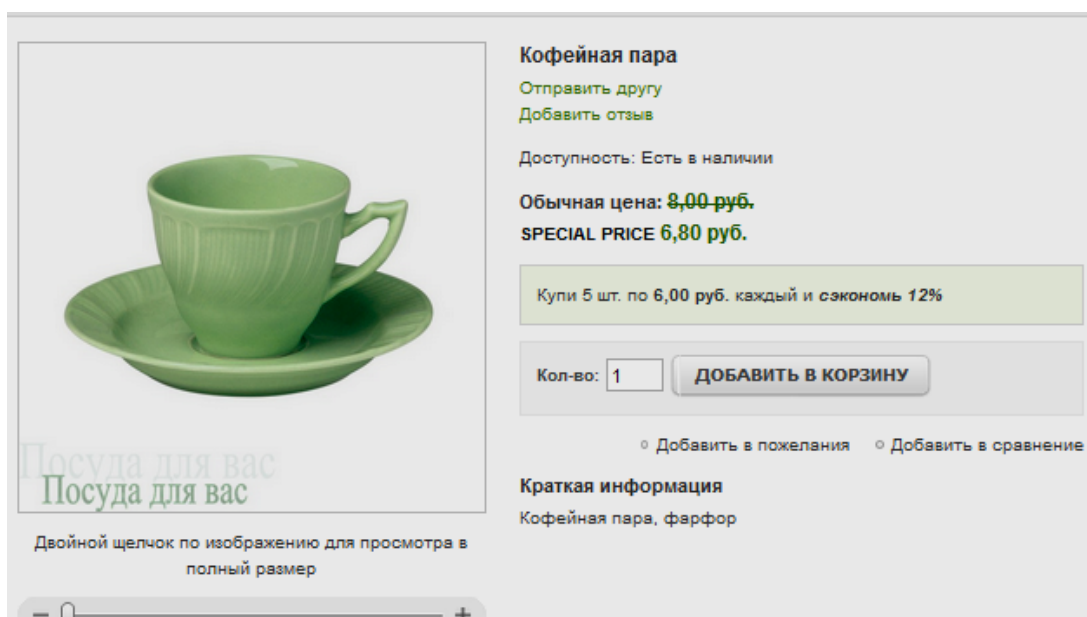 Кофейная пара
Отправить другу
Добавить отзыв
Доступность: Есть в наличии
Обычная цена: 8,00 руб.
SPECIAL PRICE 6,80 руб.
Купи 5 шт. по 6,00 руб. каждый и сэкономь 12%
Кол-во: 1 ДОБАВИТЬ В КОРЗИНУ
Добавить в пожелания Добавить в сравнение
Краткая информация
Кофейная пара, фарфор
Посуда для вас
Посуда для вас
Двойной щелчок по изображению для просмотра в
полный размер